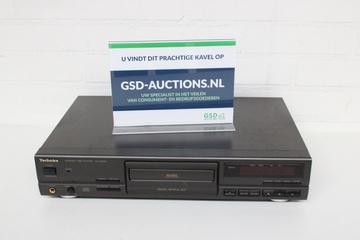 U VINDT DIT PRACHTIGE KAVEL OP
GSD-AUCTIONS.NL
UW SPECIALIST IN HET VEILEN
VAN CONSUMENT- EN BEDRIJFSGOEDEREN
GSD
Technics